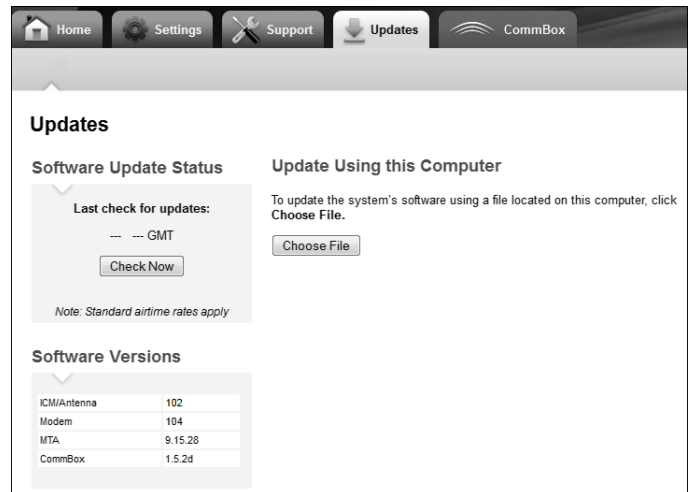 Home Settings Support Updates CommBox
Updates
Software Update Status
Last check for updates:
--- --- GMT
Check Now
Note: Standard airtime rates apply
Update Using this Computer
To update the system's software using a file located on this computer, click
Choose File.
Choose File
Software Versions
ICM/Antenna 102
Modem 104
MTA 9.15.28
CommBox 1.5.2d